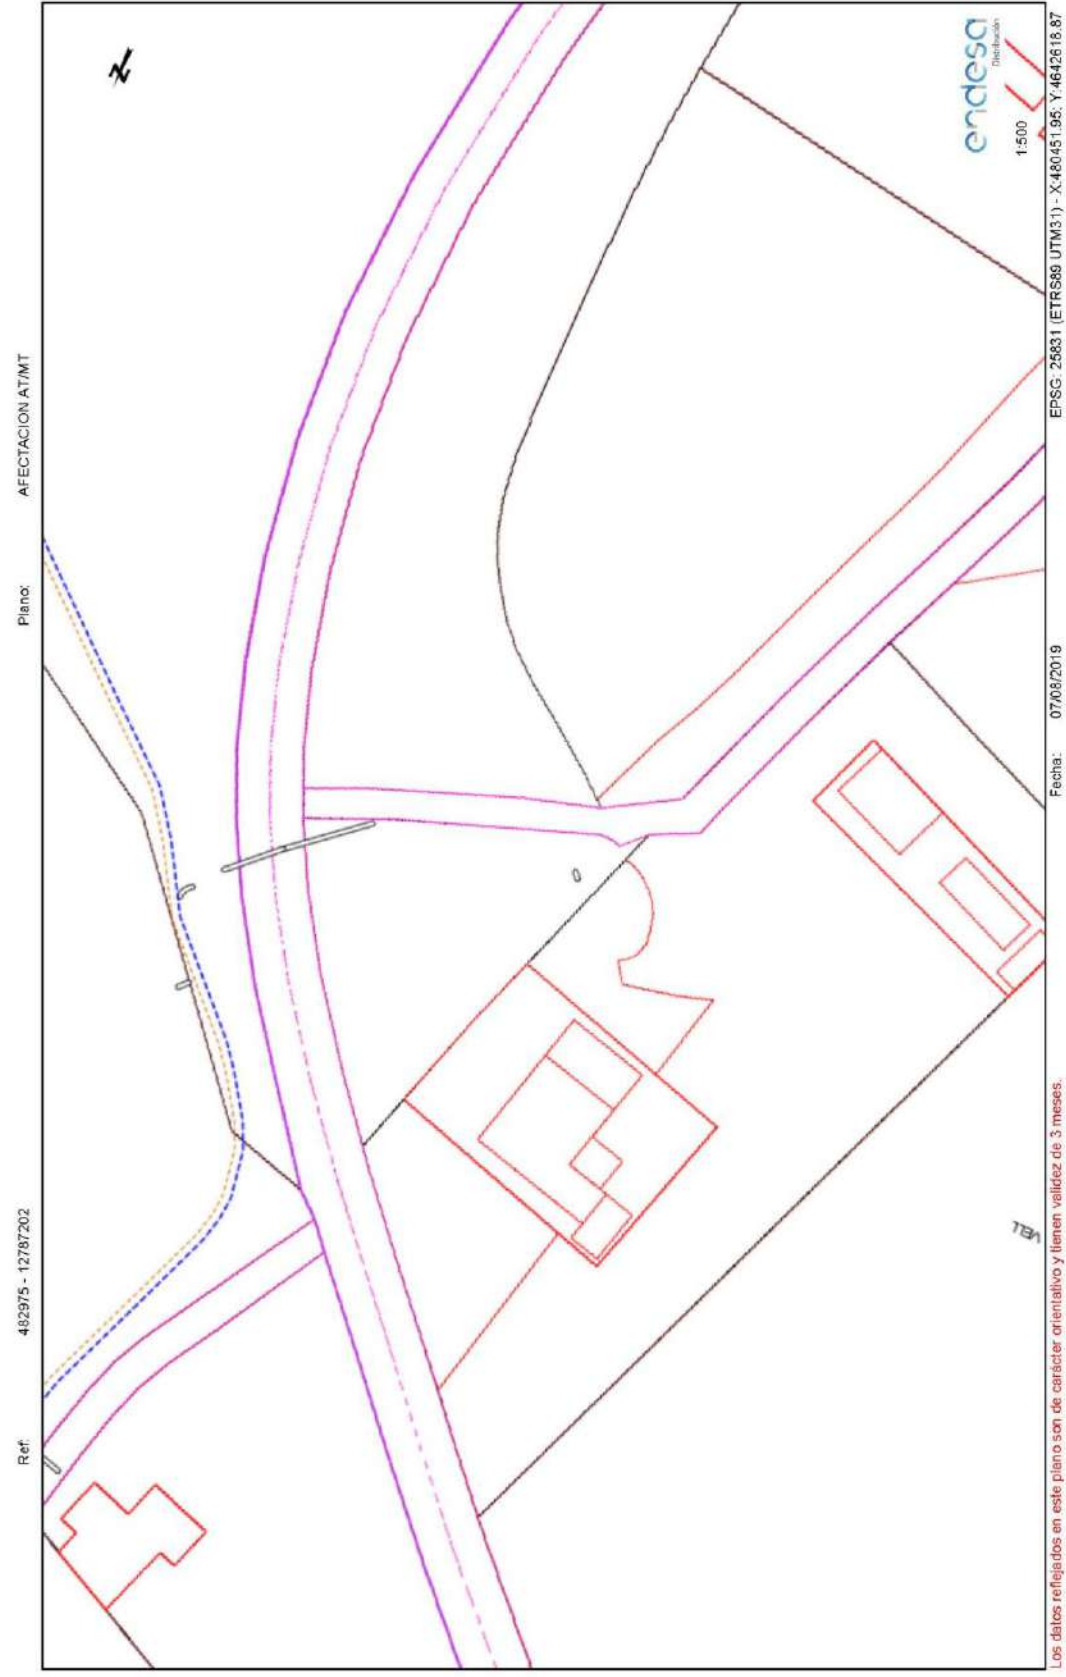 Ref: 482975 - 12787202 Plano: AFECTACION AT/MT
endesa
Distribución
1:500
VELL
Los datos reflejados en este plano son de carácter orientativo y tienen validez de 3 meses. Fecha: 07/08/2019 EPSG: 25831 (ETRS89 UTM31) - X:480451.95; Y:4642618.87